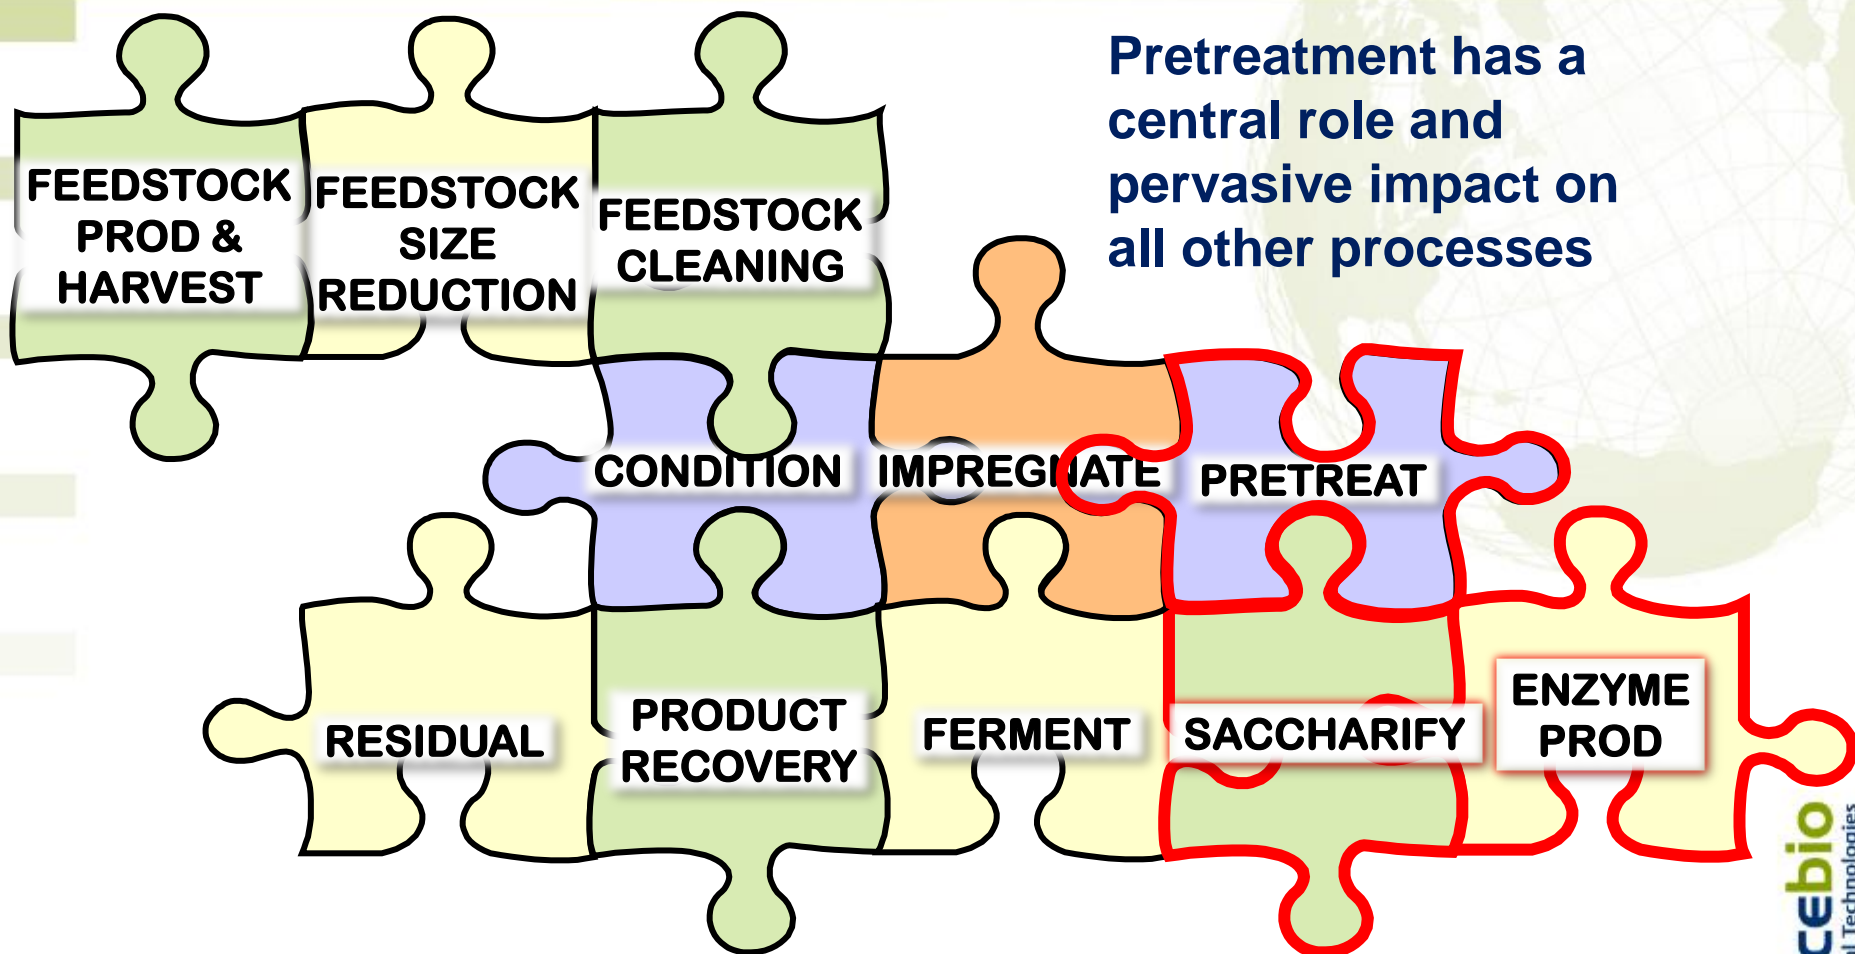 Pretreatment has a
central role and
pervasive impact on
all other processes
FEEDSTOCK
PROD &
HARVEST
FEEDSTOCK
SIZE
REDUCTION
FEEDSTOCK
CLEANING
CONDITION
IMPREGNATE
PRETREAT
RESIDUAL
PRODUCT
RECOVERY
FERMENT
SACCHARIFY
ENZYME
PROD
Technologies